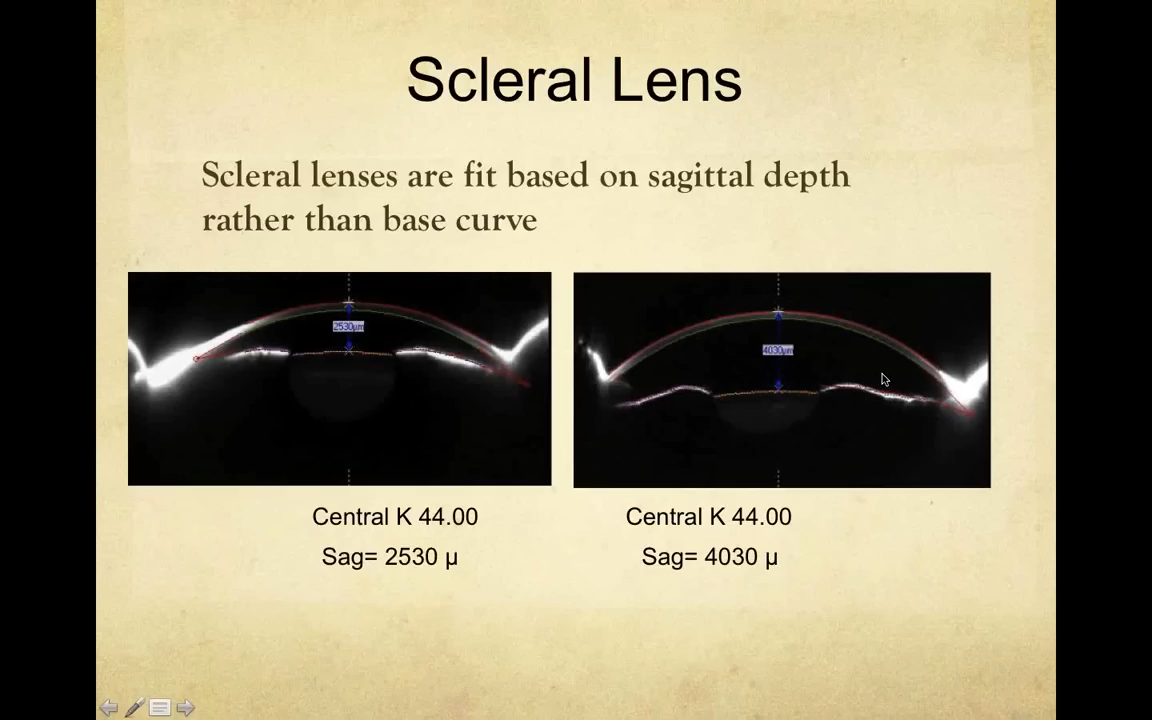 Scleral Lens
Scleral lenses are fit based on sagittal depth
rather than base curve
2530µm
4030µm
Central K 44.00
Sag= 2530 µ
Central K 44.00
Sag= 4030 µ